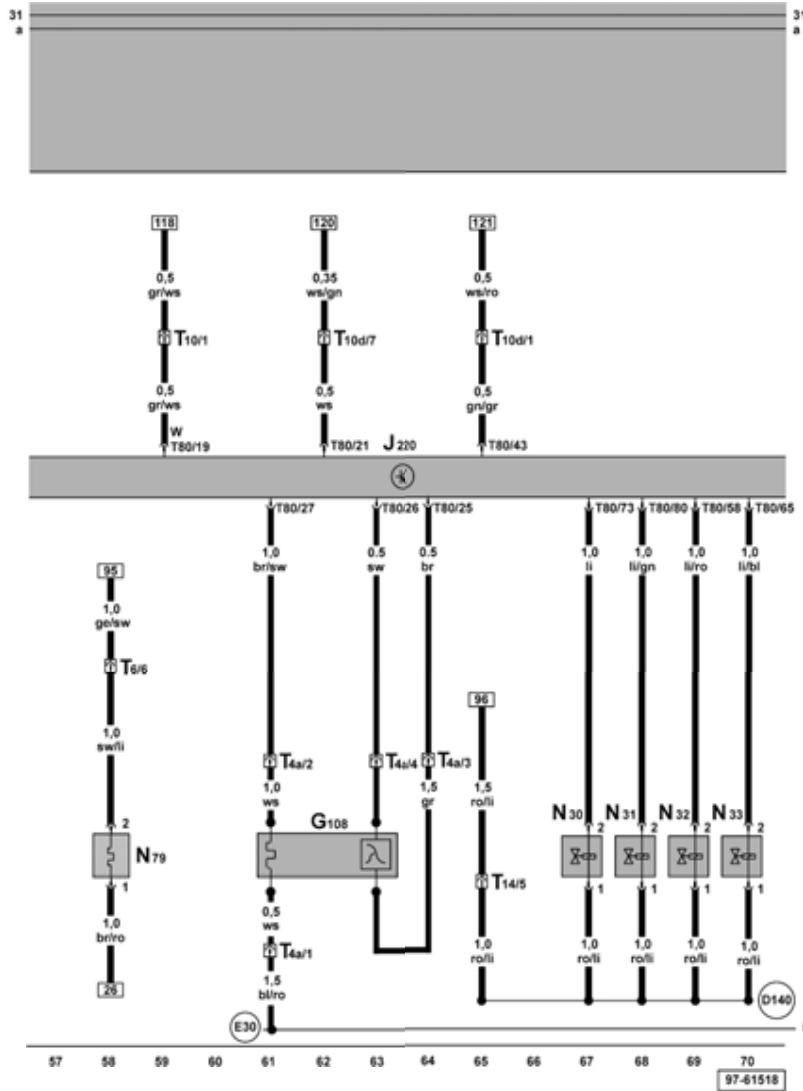 31 31
a a
118 120 121
0,5 0,35 0,5
gr/ws ws/gn ws/ro
T10/1 T10d/7 T10d/1
0,5 0,5 0,5
gr/ws ws gn/gr
W
T80/19 T80/21 J220 T80/43
T80/27 T80/26 T80/25 T80/73 T80/80 T80/58 T80/65
1,0 0.5 0.5 1,0 1,0 1,0 1,0
br/sw sw br li li/gn li/ro li/bl
95
1,0
ge/sw
T6/6
96
1,0
sw/li
T4a/2 T4a/4 T4a/3
1,0 1,5 1,5
ws gr ro/li
N30 N31 N32 N33
G108
2 2 2 2 2
N79
T14/5
1 1 1 1 1
0,5
ws
1,0
br/ro
T4a/1
1,0 1,0 1,0 1,0 1,0
ro/li ro/li ro/li ro/li ro/li
1,5
bl/ro
26
D140
E30
57 58 59 60 61 62 63 64 65 66 67 68 69 70
97-61518